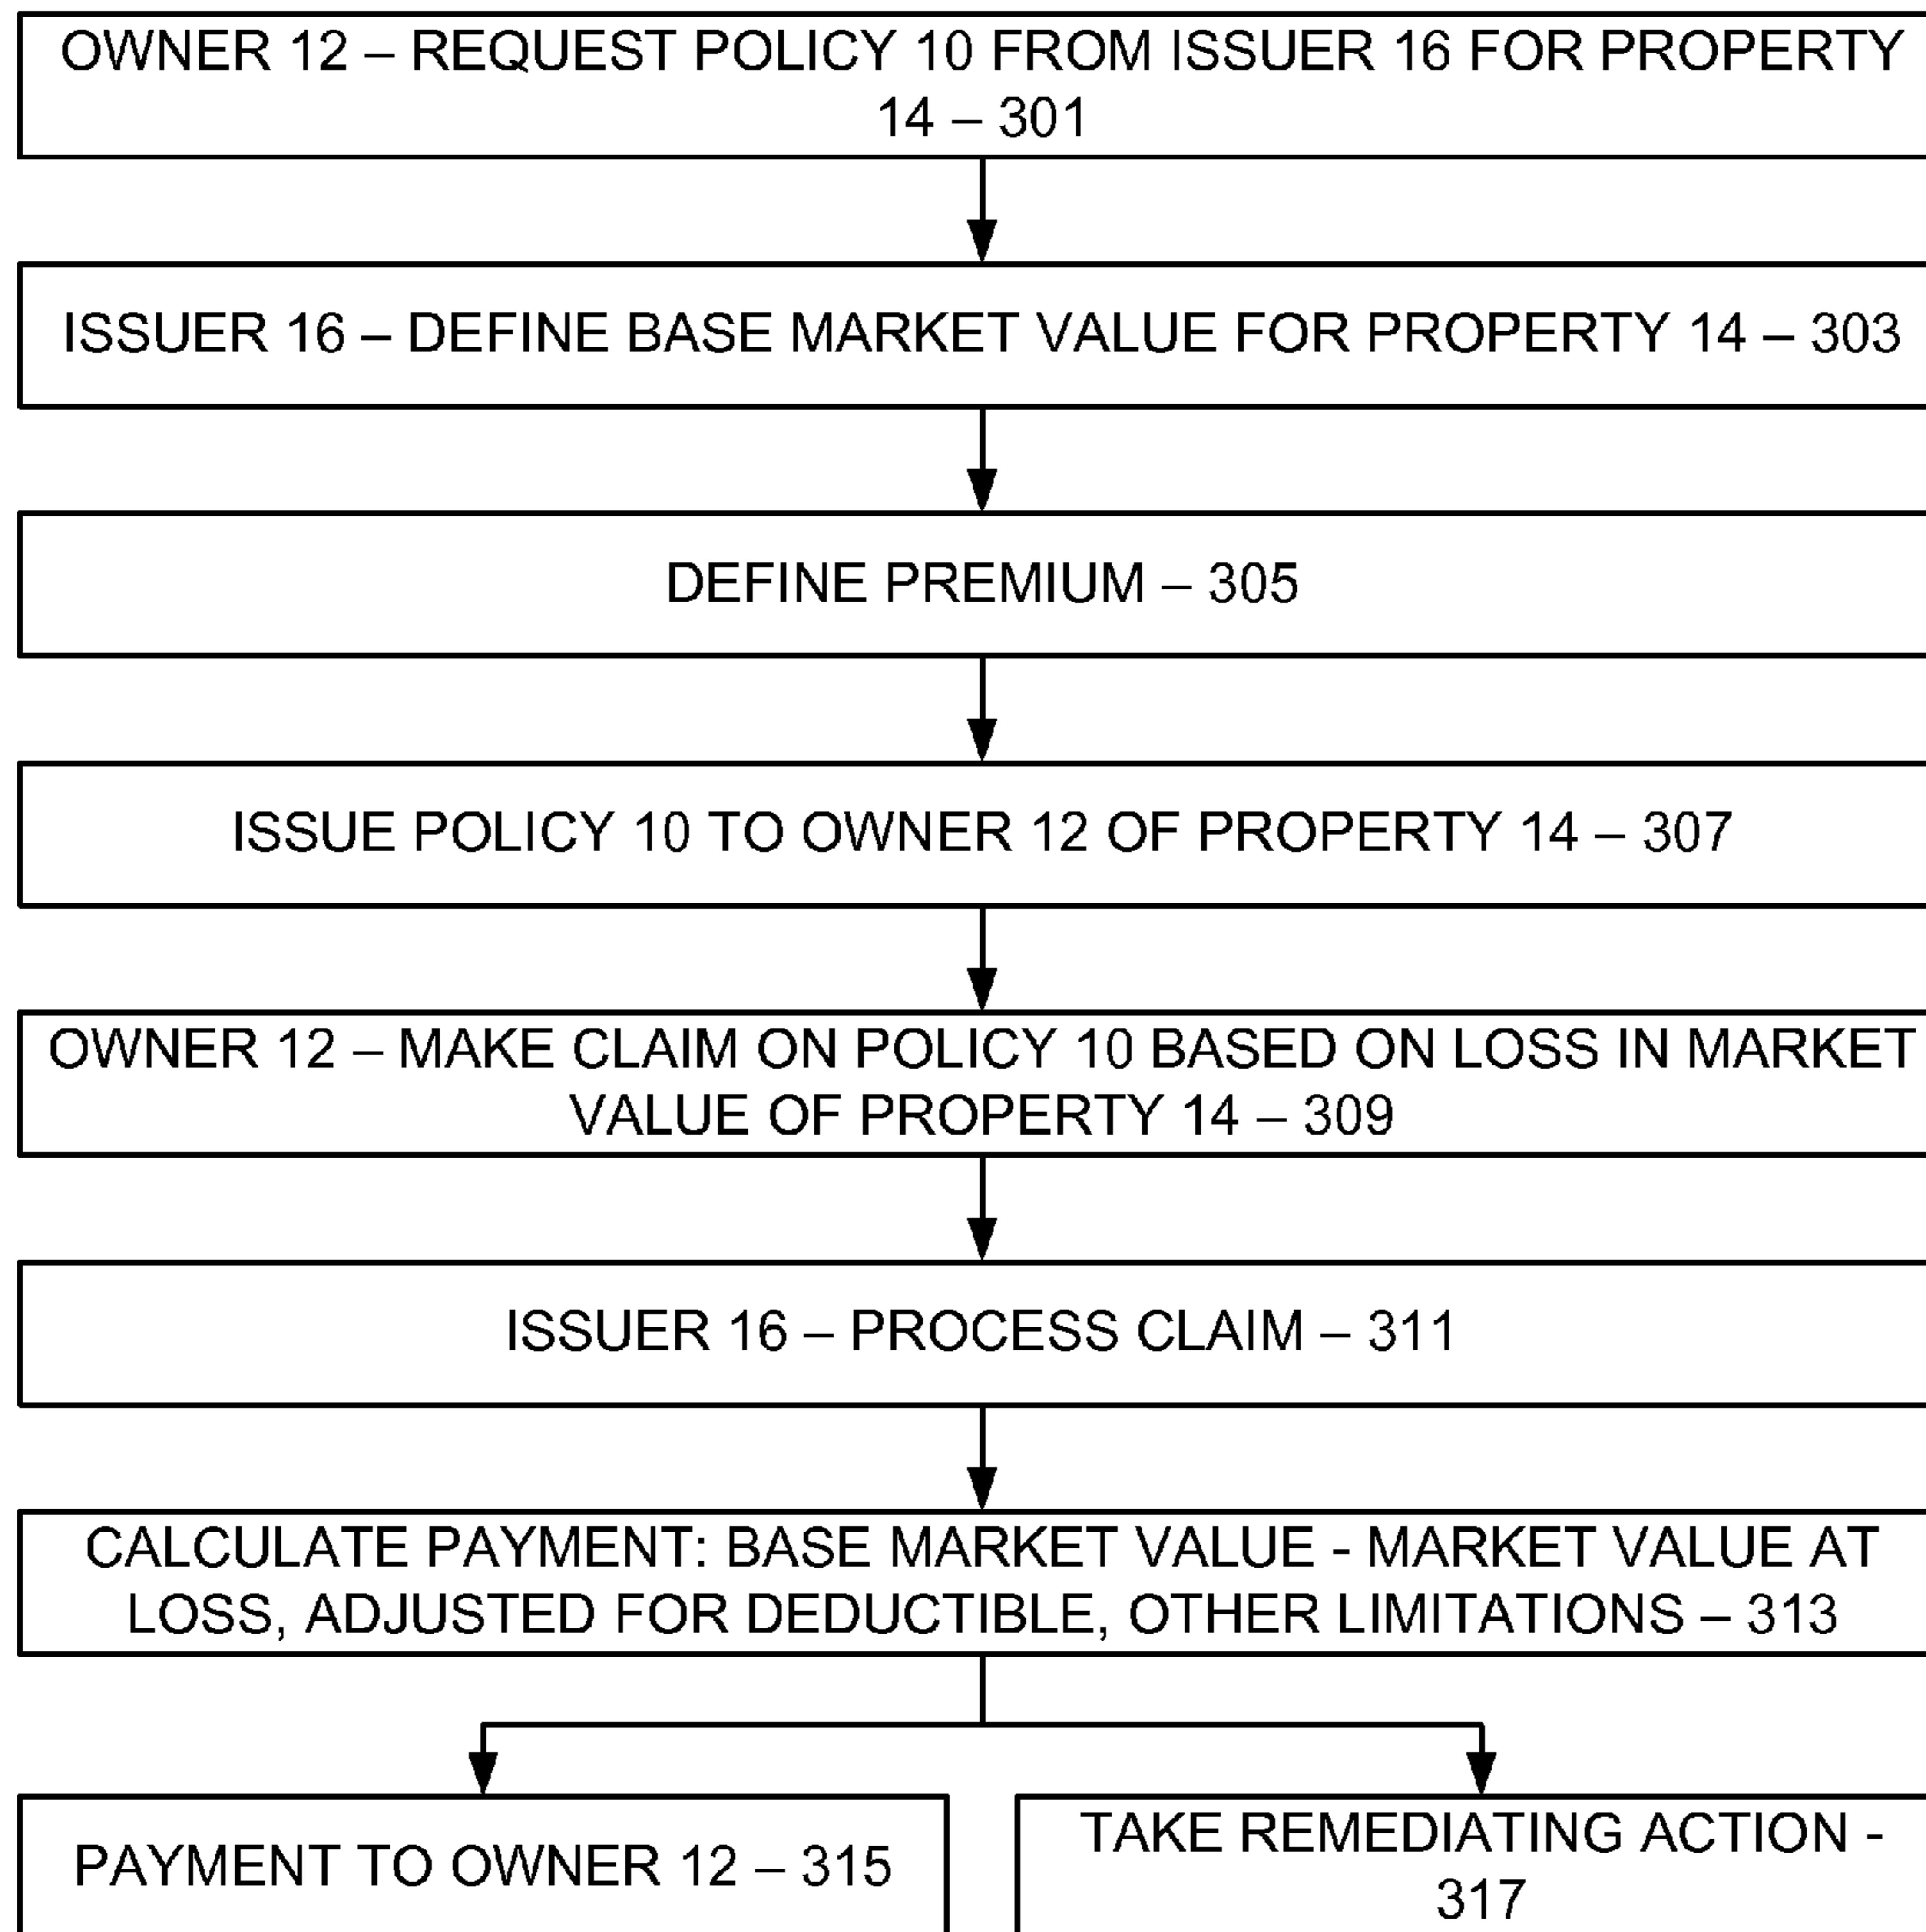 OWNER 12 – REQUEST POLICY 10 FROM ISSUER 16 FOR PROPERTY
14 – 301
ISSUER 16 – DEFINE BASE MARKET VALUE FOR PROPERTY 14 – 303
DEFINE PREMIUM – 305
ISSUE POLICY 10 TO OWNER 12 OF PROPERTY 14 – 307
OWNER 12 – MAKE CLAIM ON POLICY 10 BASED ON LOSS IN MARKET
VALUE OF PROPERTY 14 – 309
ISSUER 16 – PROCESS CLAIM – 311
CALCULATE PAYMENT: BASE MARKET VALUE - MARKET VALUE AT
LOSS, ADJUSTED FOR DEDUCTIBLE, OTHER LIMITATIONS – 313
PAYMENT TO OWNER 12 – 315
TAKE REMEDIATING ACTION -
317